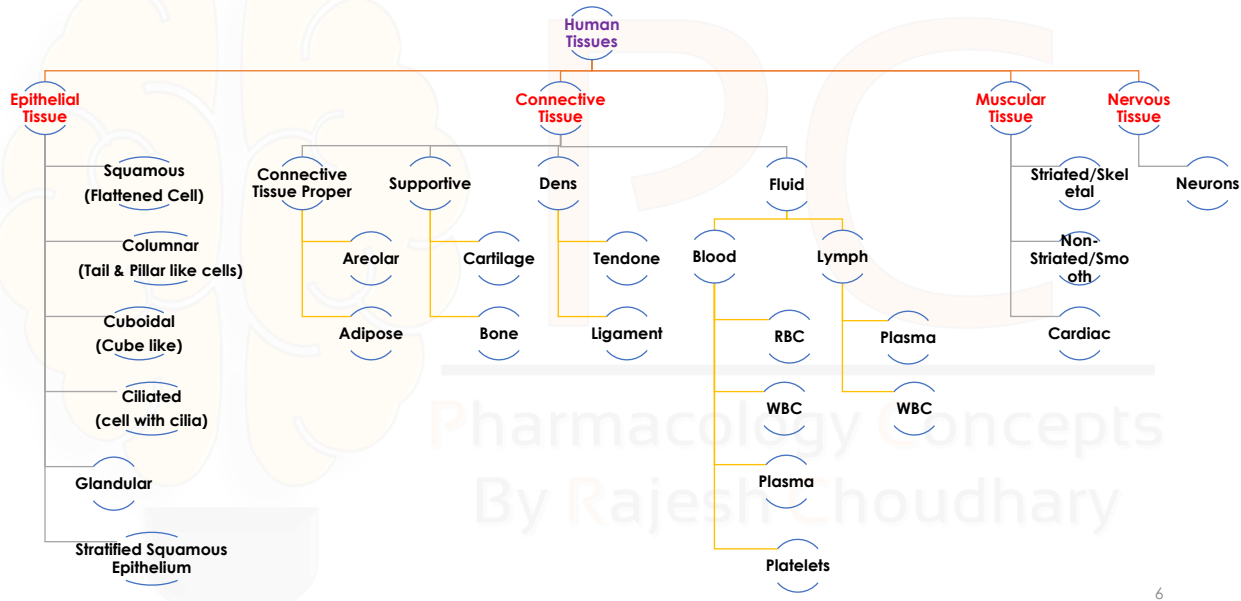 Human
Tissues
Epithelial
Tissue
Connective
Tissue
Muscular
Tissue
Nervous
Tissue
Squamous
(Flattened Cell)
Columnar
(Tail & Pillar like cells)
Cuboidal
(Cube like)
Ciliated
(cell with cilia)
Glandular
Stratified Squamous
Epithelium
Connective
Tissue Proper
Areolar
Adipose
Supportive
Cartilage
Bone
Dens
Tendone
Ligament
Fluid
Blood
RBC
WBC
Plasma
Platelets
Lymph
Plasma
WBC
Striated/Skel
etal
Non-
Striated/Smo
oth
Cardiac
Neurons
PC
Pharmacology Concepts
By Rajesh Choudhary
6